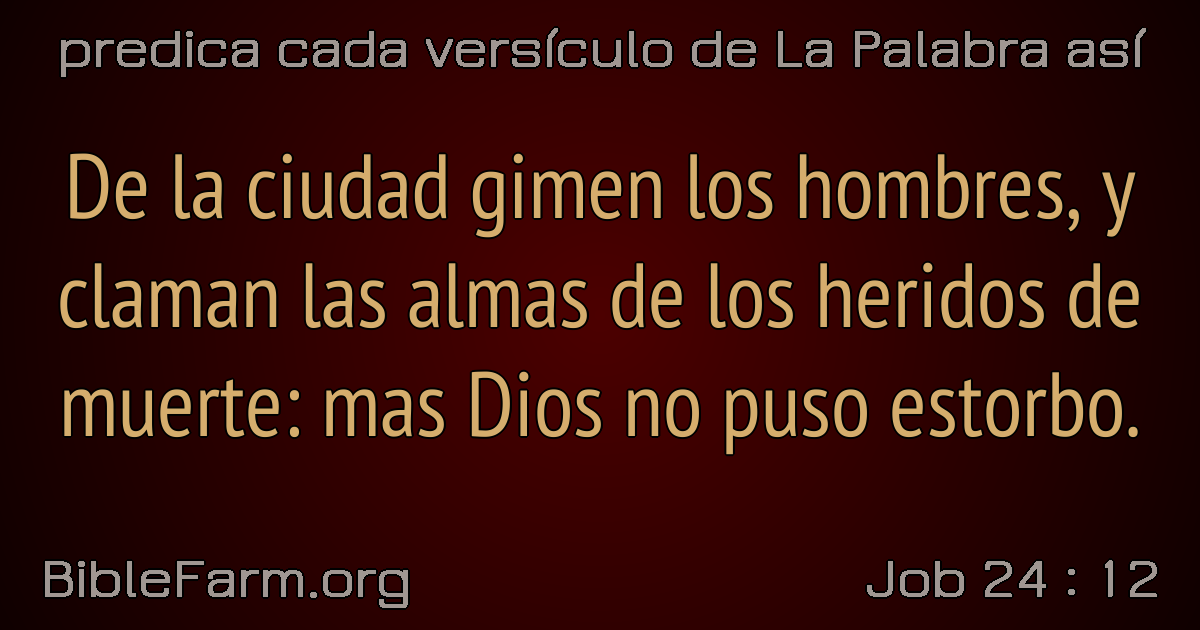 predica cada versículo de La Palabra así
De la ciudad gimen los hombres, y
claman las almas de los heridos de
muerte: mas Dios no puso estorbo.
BibleFarm.org
Job 24 : 12